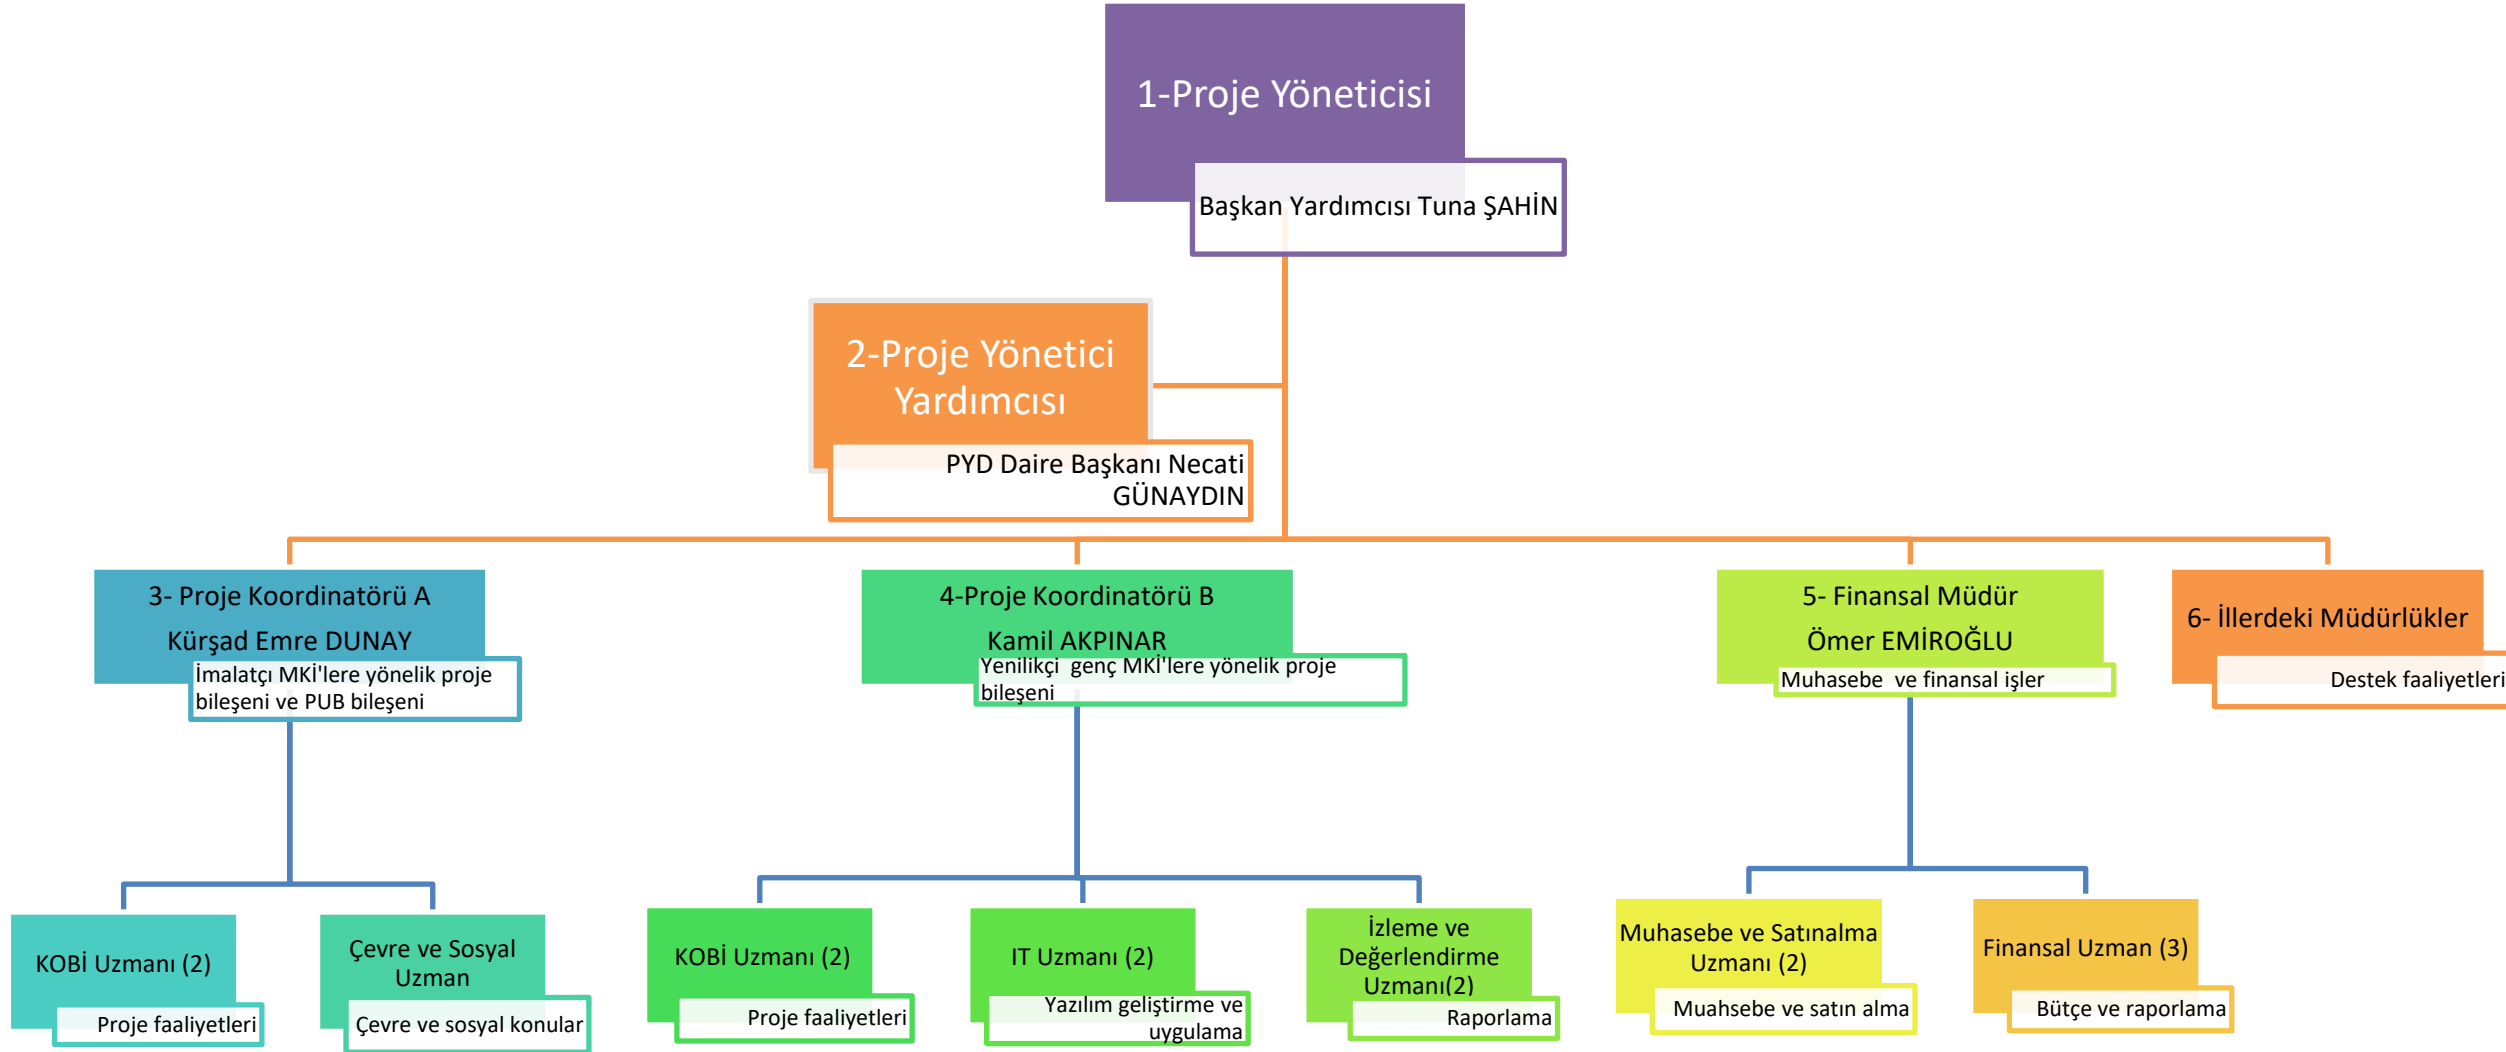 1-Proje Yöneticisi
Başkan Yardımcısı Tuna ŞAHİN
2-Proje Yönetici
Yardımcısı
PYD Daire Başkanı Necati
GÜNAYDIN
3- Proje Koordinatörü A
Kürşad Emre DUNAY
İmalatçı MKİ'lere yönelik proje
bileşeni ve PUB bileşeni
4-Proje Koordinatörü B
Kamil AKPINAR
Yenilikçi  genç MKİ'lere yönelik proje
bileşeni
5- Finansal Müdür
Ömer EMİROĞLU
Muhasebe  ve finansal işler
6- İllerdeki Müdürlükler
Destek faaliyetleri
KOBİ Uzmanı (2)
Proje faaliyetleri
Çevre ve Sosyal
Uzman
Çevre ve sosyal konular
KOBİ Uzmanı (2)
Proje faaliyetleri
IT Uzmanı (2)
Yazılım geliştirme ve
uygulama
İzleme ve
Değerlendirme
Uzmanı(2)
Raporlama
Muhasebe ve Satınalma
Uzmanı (2)
Muahsebe ve satın alma
Finansal Uzman (3)
Bütçe ve raporlama